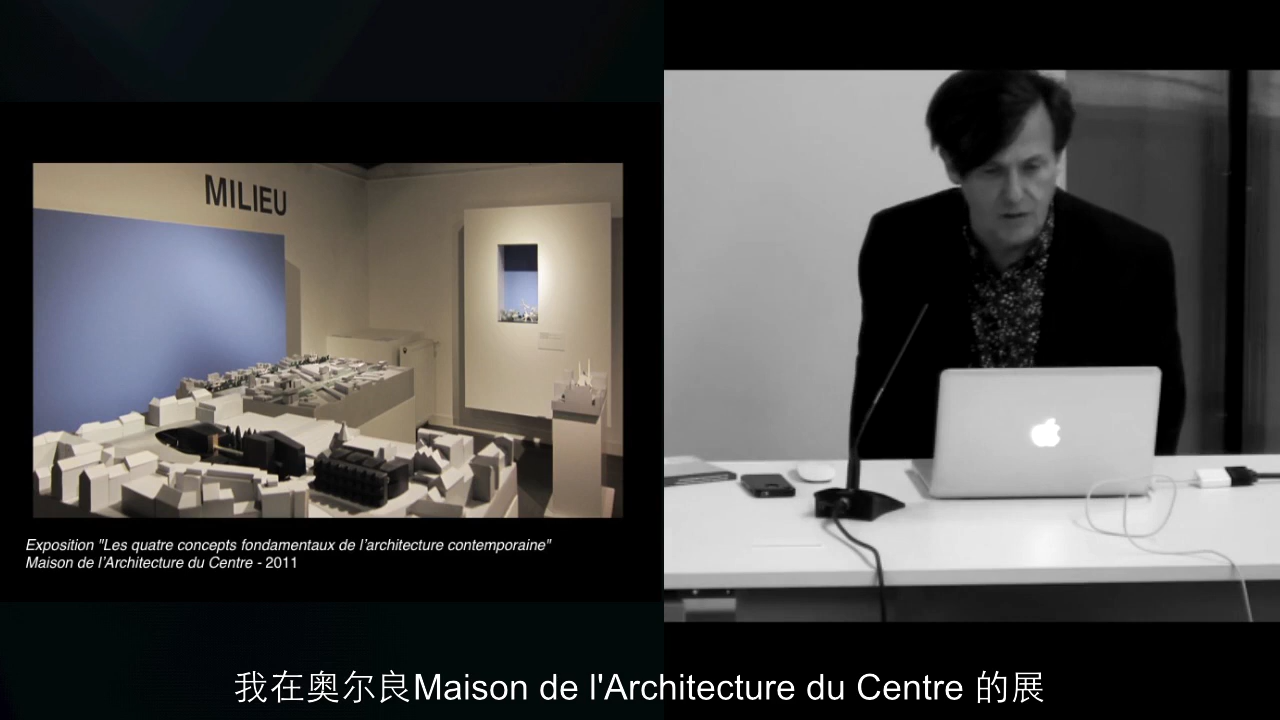 MILIEU
Exposition "Les quatre concepts fondamentaux de l'architecture contemporaine"
Maison de l'Architecture du Centre - 2011
我在奥尔良Maison de l'Architecture du Centre 的展